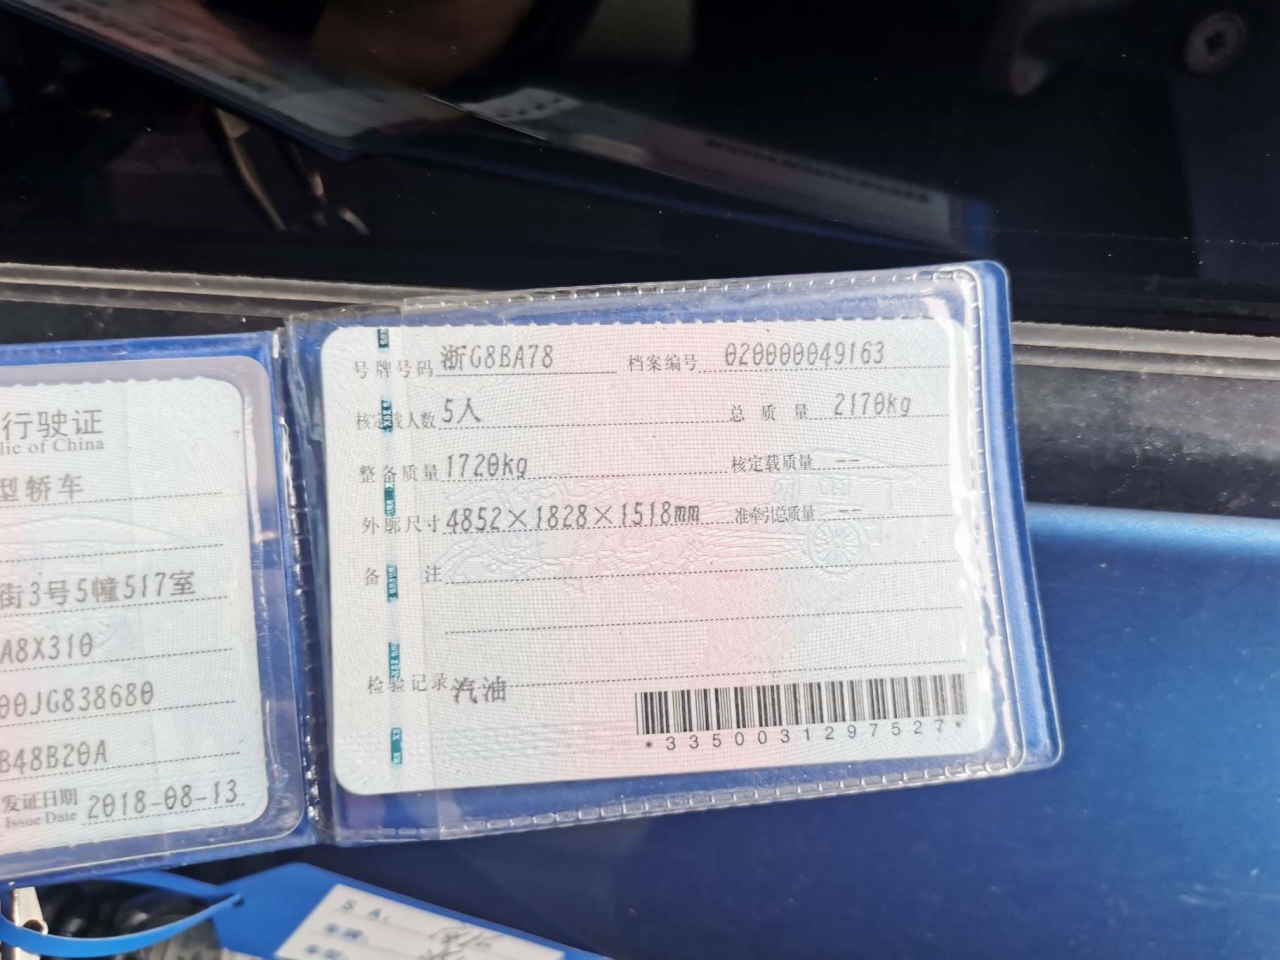 行驶证
lic of China
型轿车
街3号5幢517室
A8X310
00JG838680
B48B20A
发证日期 2018-08-13
Issue Date
号牌号码 浙G8BA78 档案编号 020000049163
核定载人数 5人 总质量 2170kg
整备质量 1720kg 核定载质量 --
外廓尺寸 4852×1828×1518mm 准牵引总质量 --
备注
检验记录 汽油
*3350031297527*
S A:
车牌: